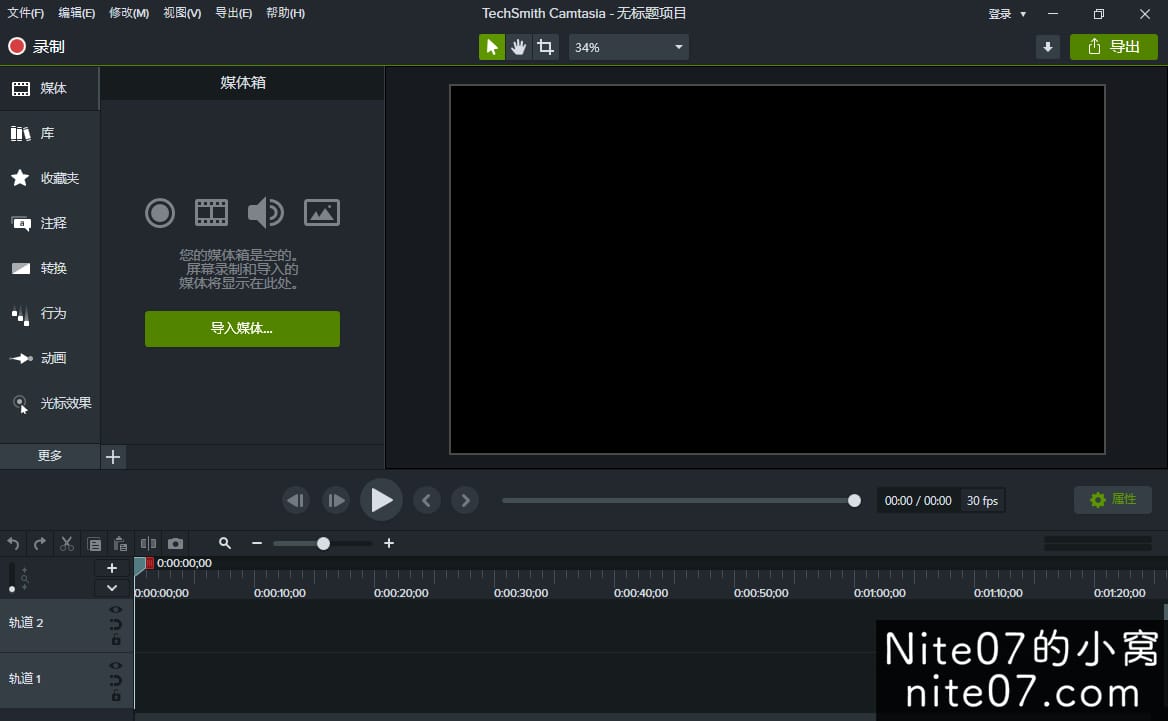 文件(F) 编辑(E) 修改(M) 视图(V) 导出(E) 帮助(H) TechSmith Camtasia - 无标题项目 登录
录制 34% 导出
媒体 媒体箱
库
收藏夹
a 注释
转换
行为
动画
光标效果
更多
您的媒体箱是空的。
屏幕录制和导入的
媒体将显示在此处。
导入媒体...
00:00 / 00:00 30 fps 属性
0:00:00;00
0:00:00;00 0:00:10;00 0:00:20;00 0:00:30;00 0:00:40;00 0:00:50;00 0:01:00;00 0:01:10;00 0:01:20;00
轨道 2
轨道 1
Nite07的小窝
nite07.com